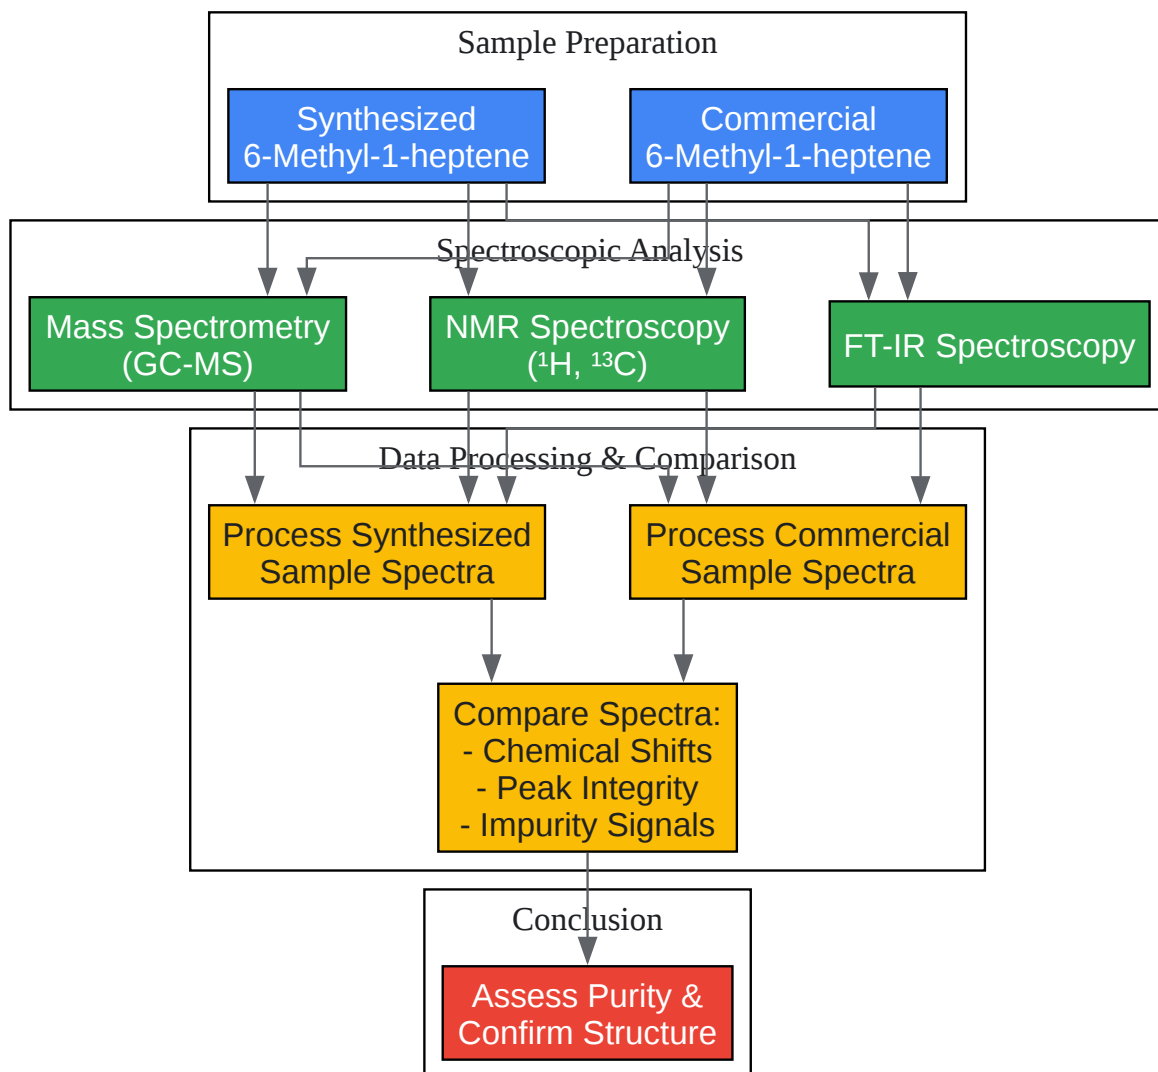 Sample Preparation
Synthesized
6-Methyl-1-heptene
Commercial
6-Methyl-1-heptene
Spectroscopic Analysis
Mass Spectrometry
(GC-MS)
NMR Spectroscopy
(¹H, ¹³C)
FT-IR Spectroscopy
Data Processing & Comparison
Process Synthesized
Sample Spectra
Process Commercial
Sample Spectra
Compare Spectra:
- Chemical Shifts
- Peak Integrity
- Impurity Signals
Conclusion
Assess Purity &
Confirm Structure